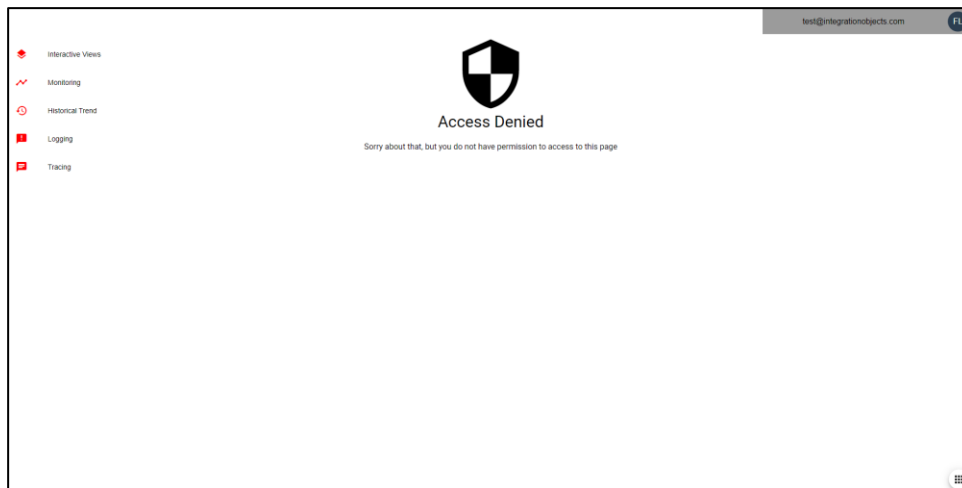 test@integrationobjects.com
FL
Interactive Views
Monitoring
Historical Trend
Logging
Tracing
Access Denied
Sorry about that, but you do not have permission to access to this page